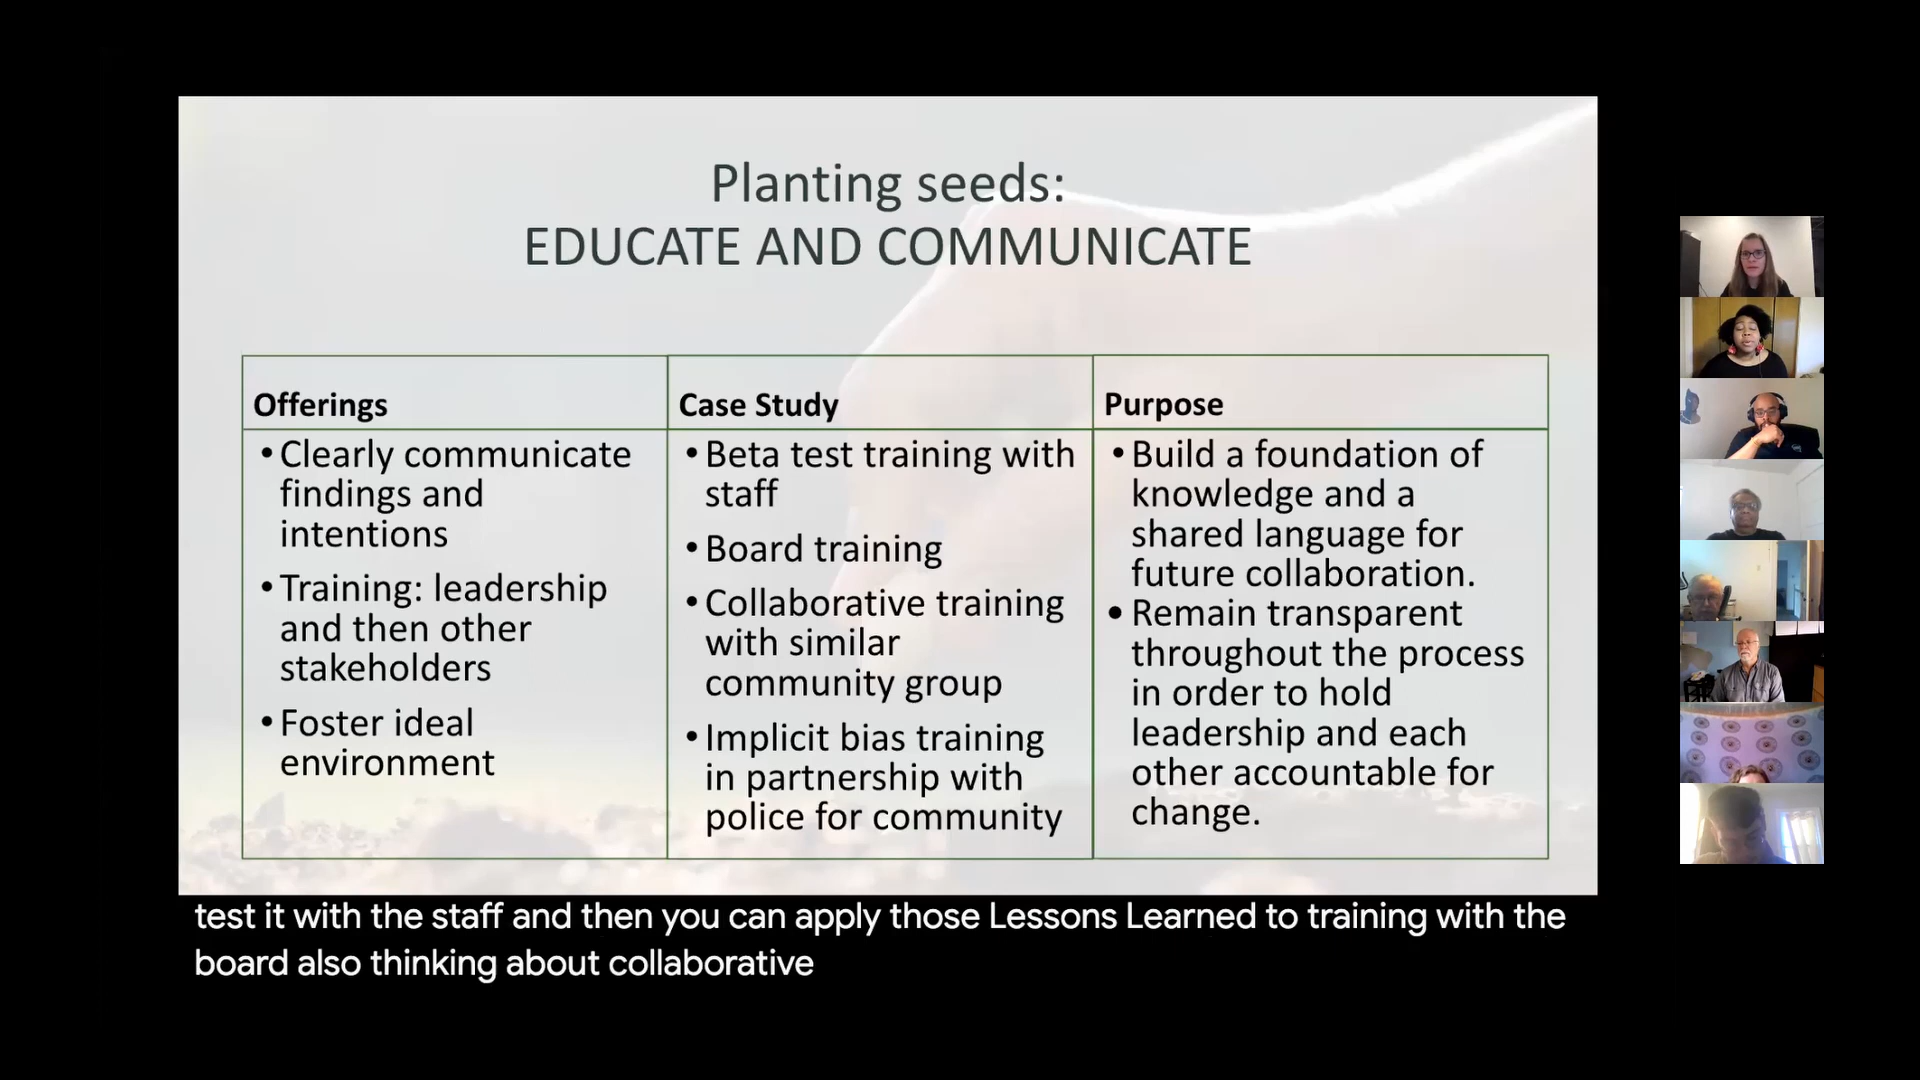 Planting seeds:
EDUCATE AND COMMUNICATE
Offerings
• Clearly communicate
findings and
intentions
• Training: leadership
and then other
stakeholders
• Foster ideal
environment
Case Study
• Beta test training with
staff
• Board training
• Collaborative training
with similar
community group
• Implicit bias training
in partnership with
police for community
Purpose
• Build a foundation of
knowledge and a
shared language for
future collaboration.
• Remain transparent
throughout the process
in order to hold
leadership and each
other accountable for
change.
test it with the staff and then you can apply those Lessons Learned to training with the
board also thinking about collaborative